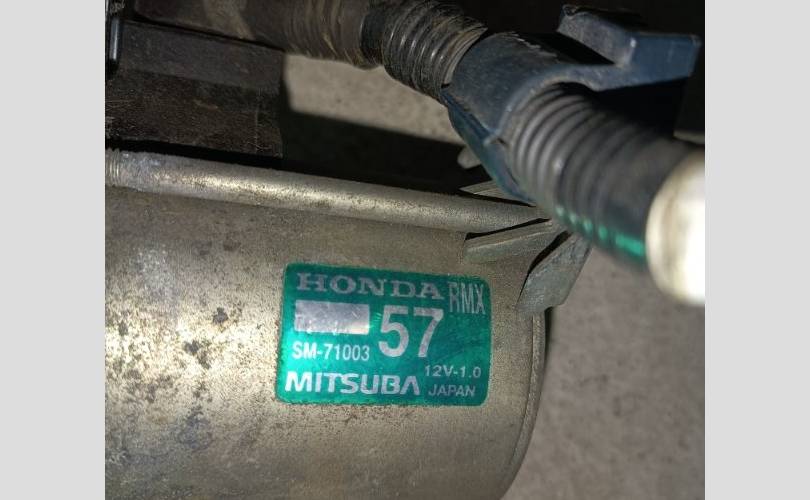 HONDA RMX
57
SM-71003
12V-1.0
MITSUBA JAPAN